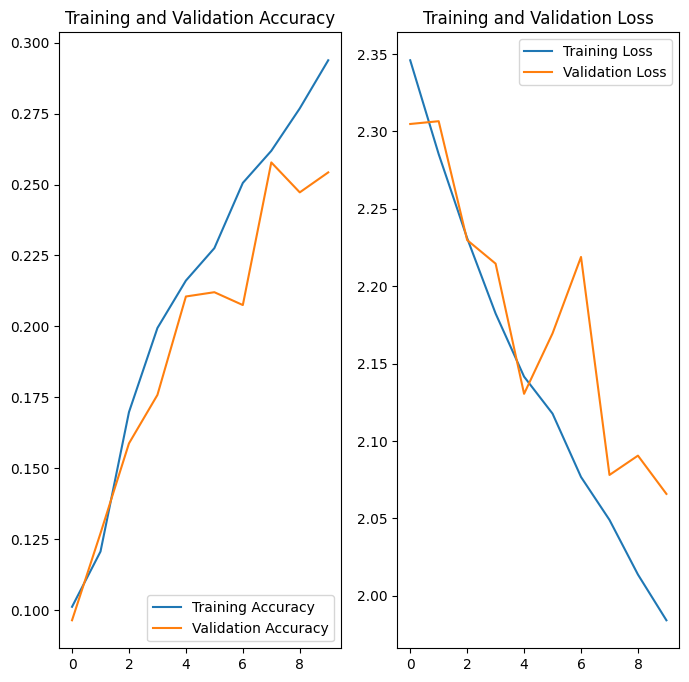 Training and Validation Accuracy
0.300
0.275
0.250
0.225
0.200
0.175
0.150
0.125
0.100
0 2 4 6 8
Training Accuracy
Validation Accuracy
Training and Validation Loss
2.35
2.30
2.25
2.20
2.15
2.10
2.05
2.00
0 2 4 6 8
Training Loss
Validation Loss